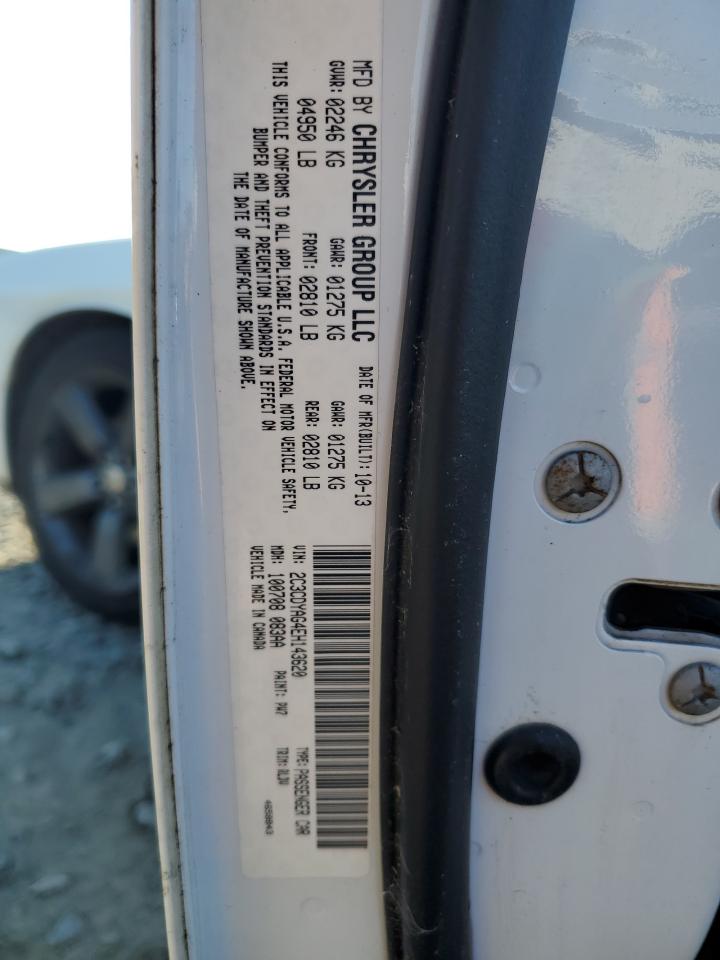 MFD BY CHRYSLER GROUP LLC DATE OF MFR(BUILT): 10-13
GVWR: 02246 KG GAWR: 01275 KG GAWR: 01275 KG
04950 LB FRONT: 02810 LB REAR: 02810 LB
THIS VEHICLE CONFORMS TO ALL APPLICABLE U.S.A. FEDERAL MOTOR VEHICLE SAFETY,
BUMPER AND THEFT PREVENTION STANDARDS IN EFFECT ON
THE DATE OF MANUFACTURE SHOWN ABOVE.
VIN: 2C3CDYAG4EH143620 TYPE: PASSENGER CAR
MDH: 100708 083AA PAINT: PW7 TRIM:
VEHICLE MADE IN CANADA